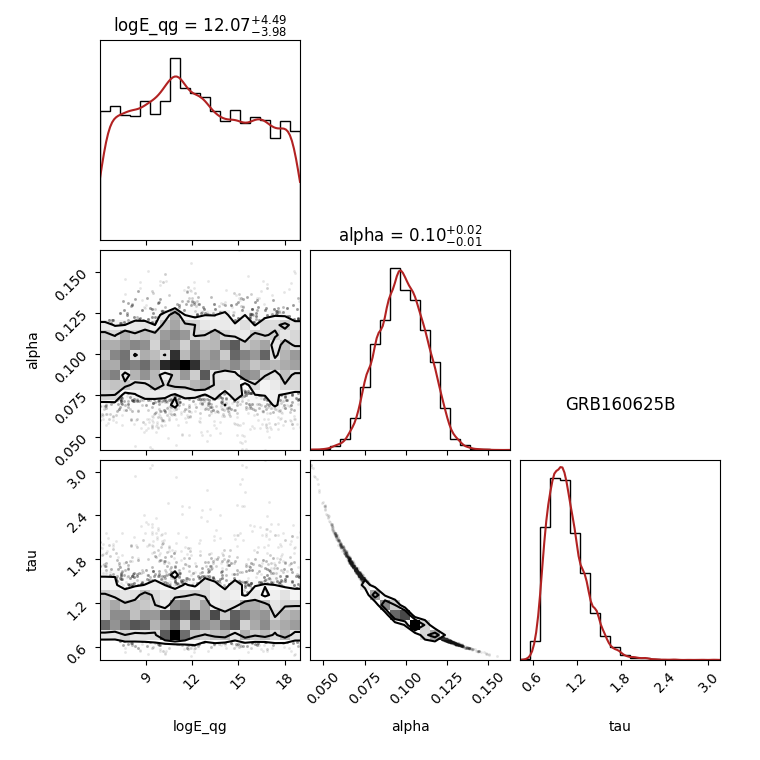 logE_qg = 12.07+4.49−3.98
alpha = 0.10+0.02−0.01
0.150
0.125
0.100
0.075
0.050
alpha
GRB160625B
3.0
2.4
1.8
1.2
0.6
tau
9 12 15 18
0.050 0.075 0.100 0.125 0.150
0.6 1.2 1.8 2.4 3.0
logE_qg alpha tau